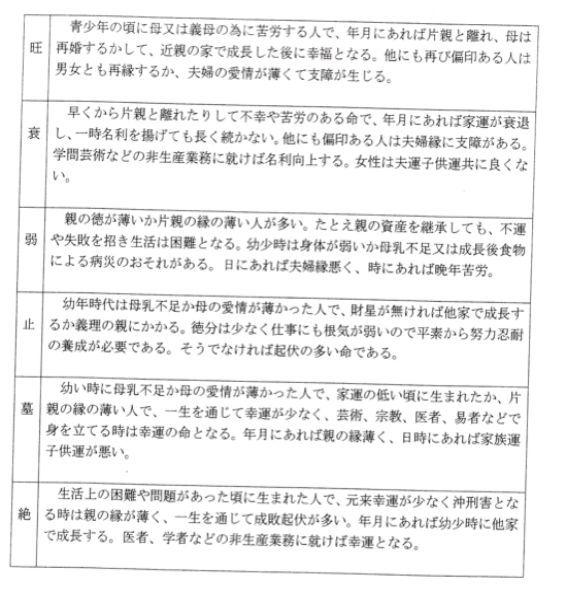 旺
青少年の頃に母又は義母の為に苦労する人で、年月にあれば片親と離れ、母は
再婚するかして、近親の家で成長した後に幸福となる。他にも再び偏印ある人は
男女とも再縁するか、夫婦の愛情が薄くて支障が生じる。
衰
早くから片親と離れたりして不幸や苦労のある命で、年月にあれば家運が衰退
し、一時名利を揚げても長く続かない。他にも偏印ある人は夫婦縁に支障がある。
学問芸術などの非生産業務に就けば名利向上する。女性は夫運子供運共に良くな
い。
弱
親の徳が薄いか片親の縁の薄い人が多い。たとえ親の資産を継承しても、不運
や失敗を招き生活は困難となる。幼少時は身体が弱いか母乳不足又は成長後食物
による病災のおそれがある。日にあれば夫婦縁悪く、時にあれば晩年苦労。
止
幼年時代は母乳不足か母の愛情が薄かった人で、財星が無ければ他家で成長す
るか義理の親にかかる。徳分は少なく仕事にも根気が弱いので平素から努力忍耐
の養成が必要である。そうでなければ起伏の多い命である。
墓
幼い時に母乳不足か母の愛情が薄かった人で、家運の低い頃に生まれたか、片
親の縁の薄い人で、一生を通じて幸運が少なく、芸術、宗教、医者、易者などで
身を立てる時は幸運の命となる。年月にあれば親の縁薄く、日時にあれば家族運
子供運が悪い。
絶
生活上の困難や問題があった頃に生まれた人で、元来幸運が少なく沖刑害とな
る時は親の縁が薄く、一生を通じて成敗起伏が多い。年月にあれば幼少時に他家
で成長する。医者、学者などの非生産業務に就けば幸運となる。